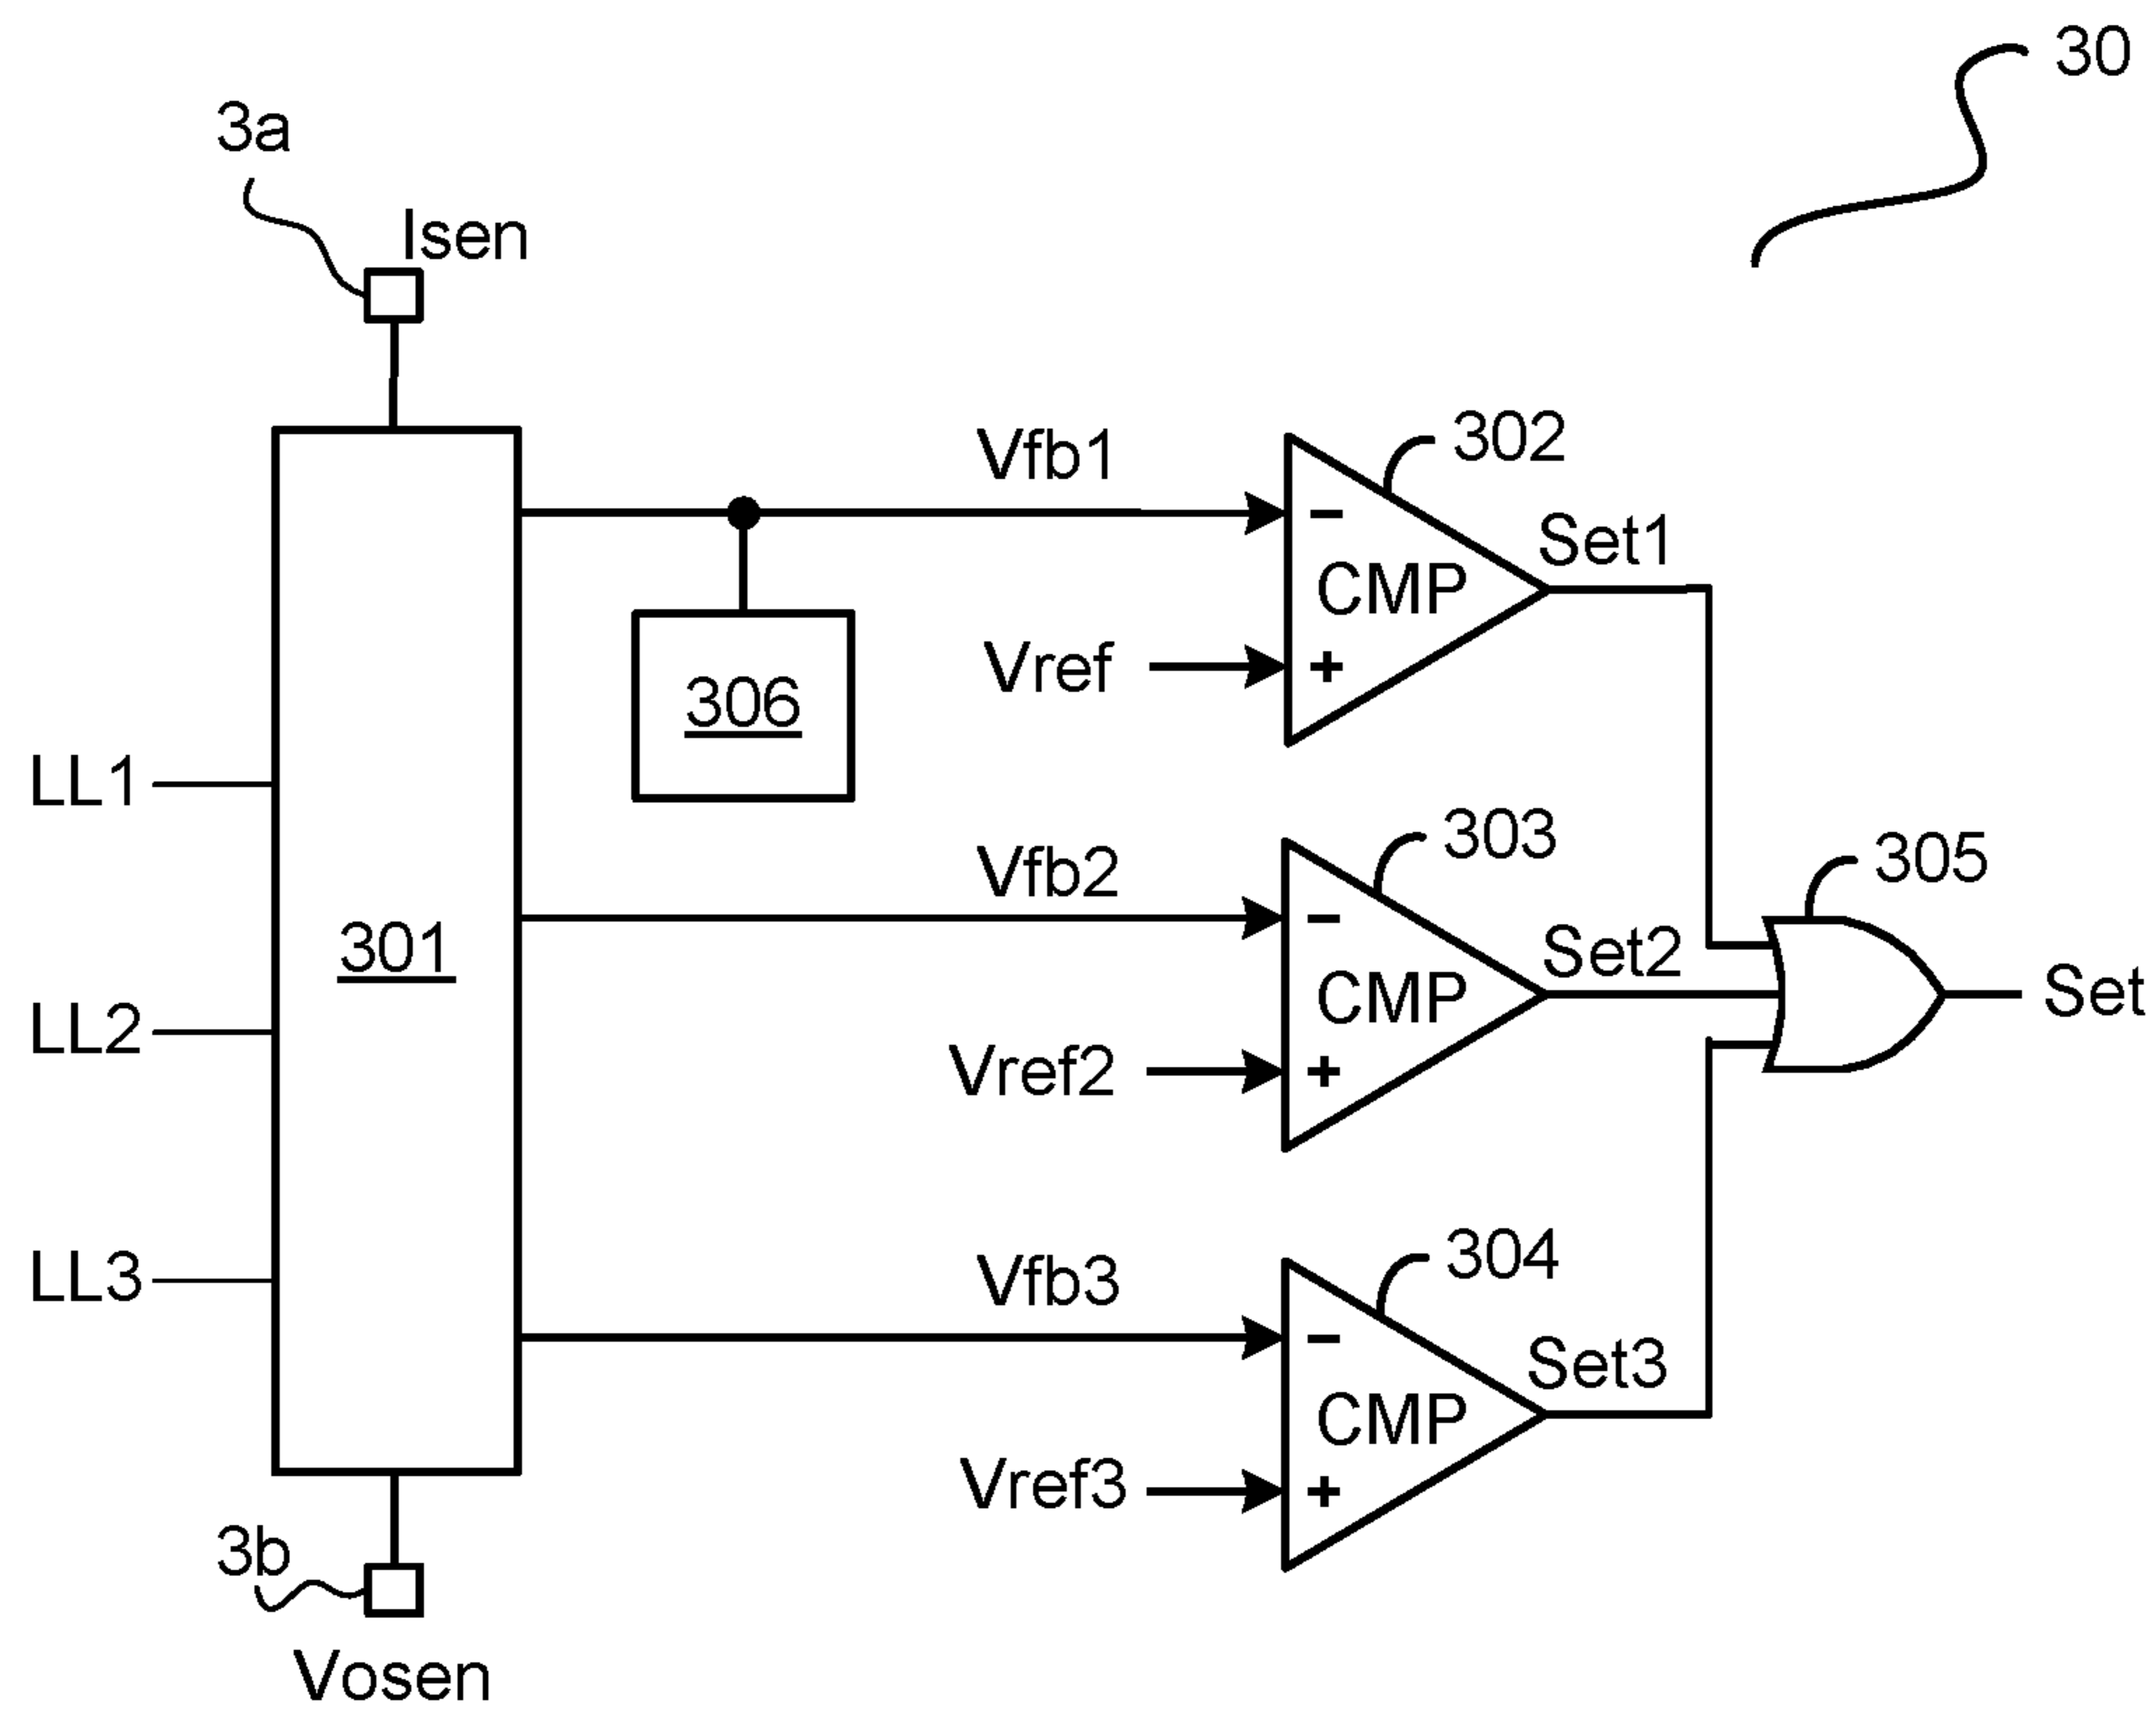 30
3a
Isen
Vfb1
302
Set1
CMP
Vref
306
LL1
Vfb2
303
305
301
Set2
CMP
Set
LL2
Vref2
LL3
Vfb3
304
Set3
CMP
Vref3
3b
Vosen